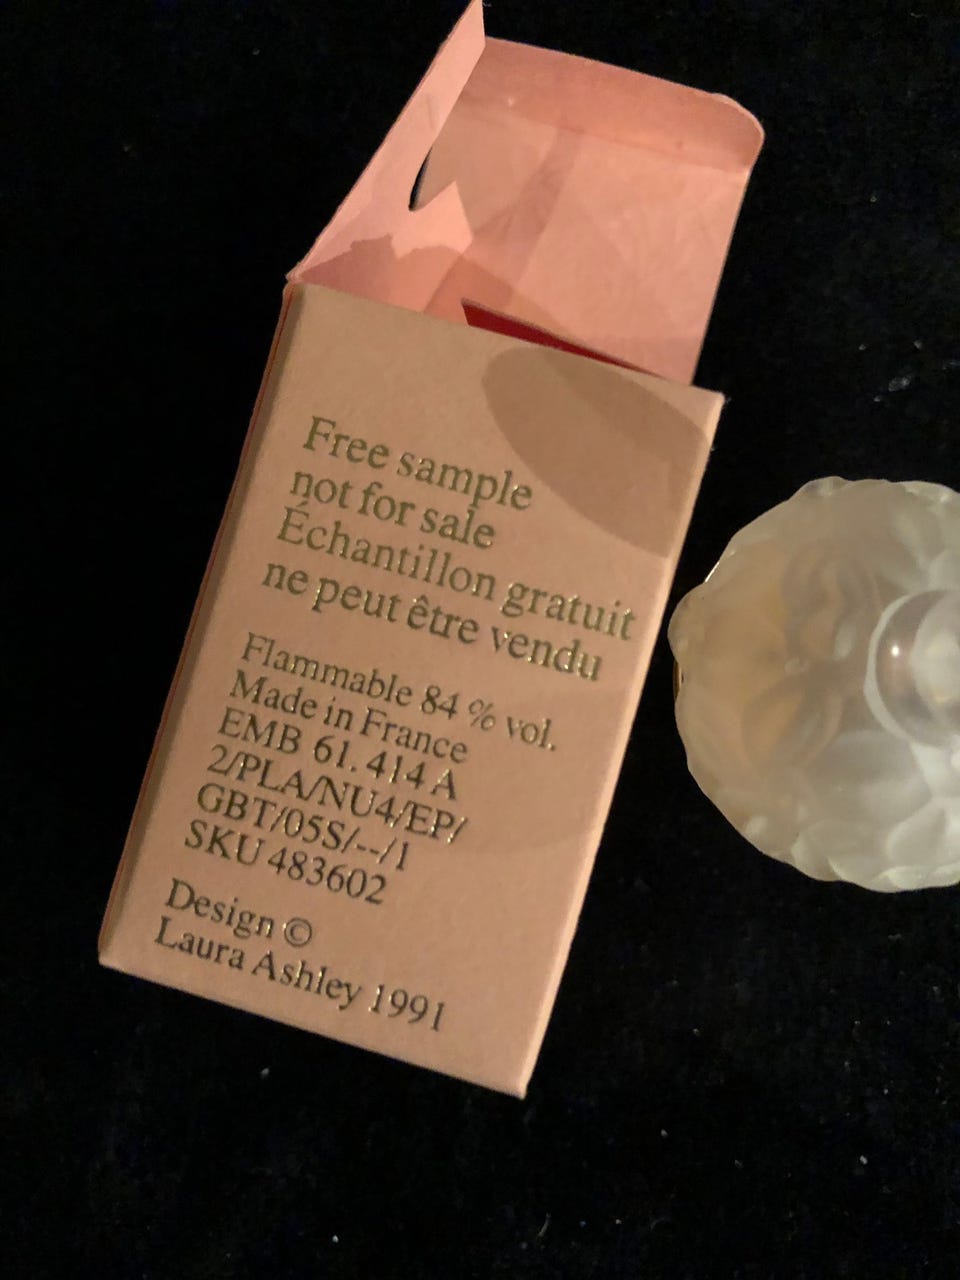 Free sample
not for sale
Échantillon gratuit
ne peut être vendu
Flammable 84 % vol.
Made in France
EMB 61. 414 A
2/PLA/NU4/EP/
GBT/05S/--/1
SKU 483602
Design ©
Laura Ashley 1991